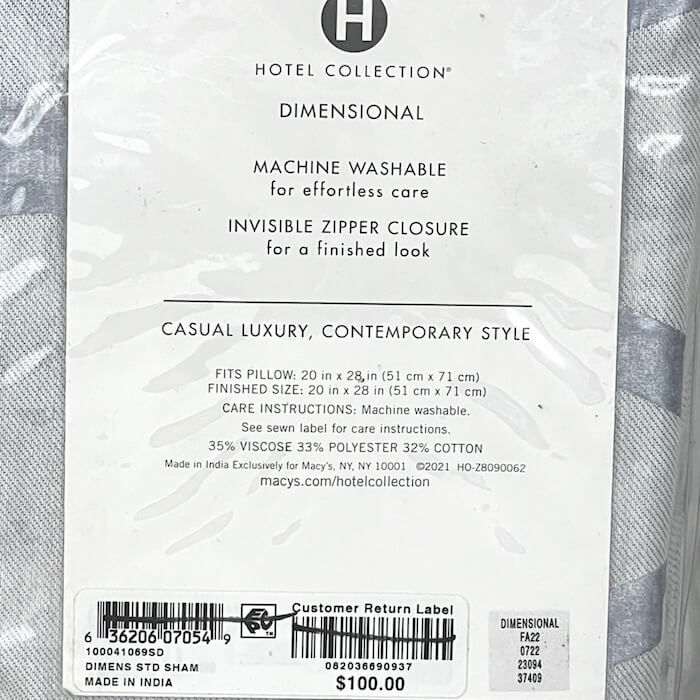 H
HOTEL COLLECTION®
DIMENSIONAL
MACHINE WASHABLE
for effortless care
INVISIBLE ZIPPER CLOSURE
for a finished look
CASUAL LUXURY, CONTEMPORARY STYLE
FITS PILLOW: 20 in x 28 in (51 cm x 71 cm)
FINISHED SIZE: 20 in x 28 in (51 cm x 71 cm)
CARE INSTRUCTIONS: Machine washable.
See sewn label for care instructions.
35% VISCOSE 33% POLYESTER 32% COTTON
Made in India Exclusively for Macy's, NY, NY 10001 ©2021 HO-Z8090062
macys.com/hotelcollection
6 36206 07054 9
100041069SD
DIMENS STD SHAM
MADE IN INDIA
Customer Return Label
082036690937
$100.00
DIMENSIONAL
FA22
0722
23094
37409